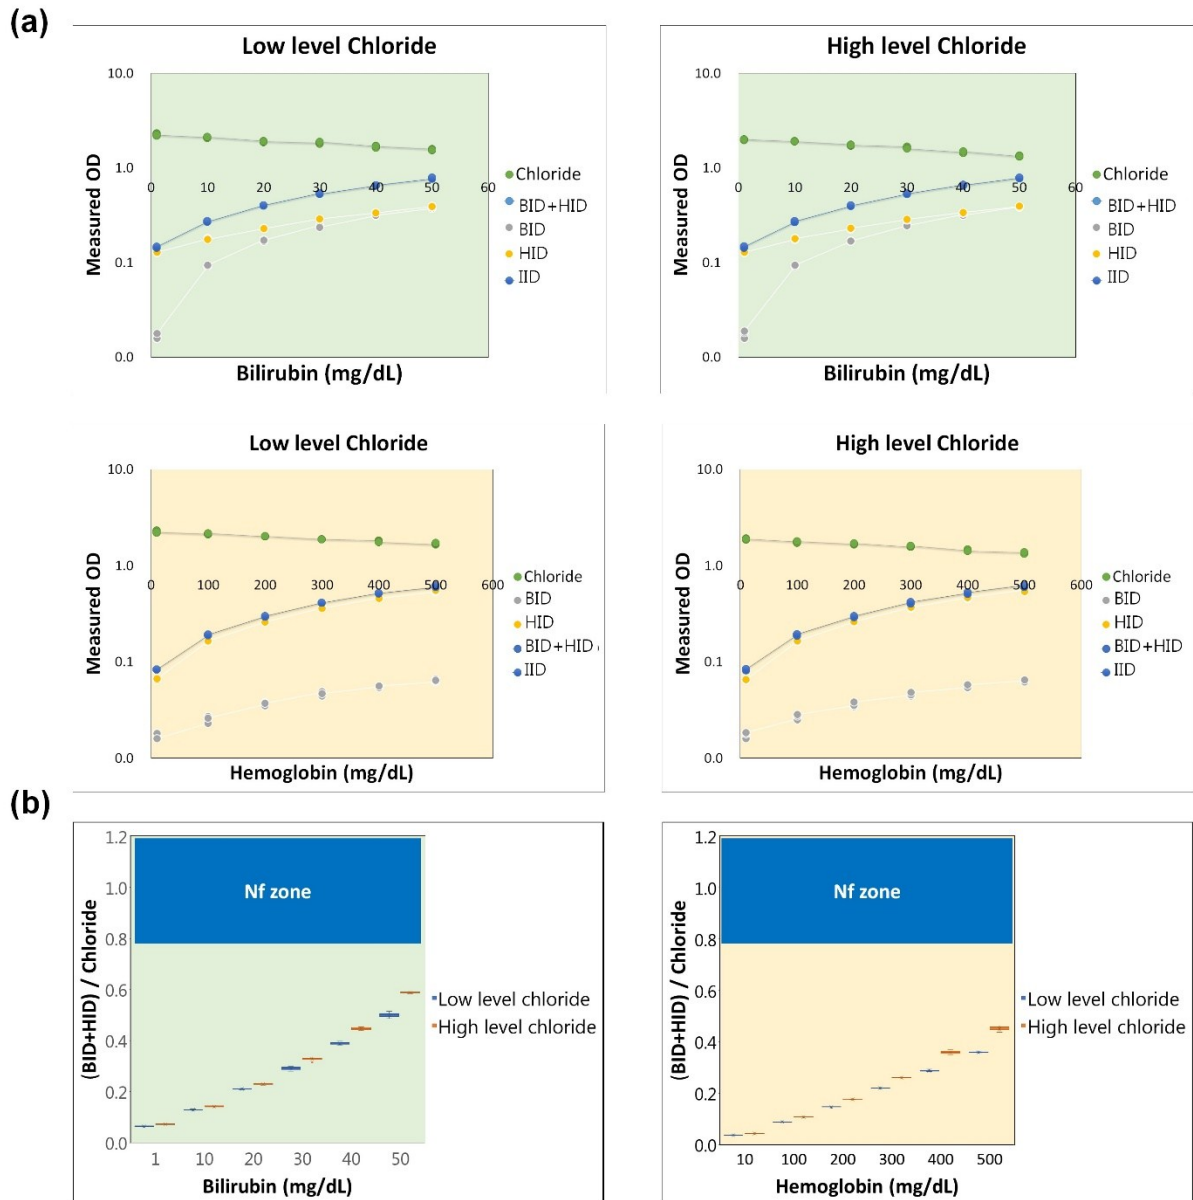 (a)
Low level Chloride
10.0
1.0
0.1
0.0
0 10 20 30 40 50 60
Measured OD
Bilirubin (mg/dL)
Chloride
BID+HID
BID
HID
IID
High level Chloride
10.0
1.0
0.1
0.0
0 10 20 30 40 50 60
Measured OD
Bilirubin (mg/dL)
Chloride
BID+HID
BID
HID
IID
Low level Chloride
10.0
1.0
0.1
0.0
0 100 200 300 400 500 600
Measured OD
Hemoglobin (mg/dL)
Chloride
BID
HID
BID+HID
IID
High level Chloride
10.0
1.0
0.1
0.0
0 100 200 300 400 500 600
Measured OD
Hemoglobin (mg/dL)
Chloride
BID
HID
BID+HID
IID
(b)
1.2
1.0
0.8
0.6
0.4
0.2
0.0
(BID+HID) / Chloride
Nf zone
1 10 20 30 40 50
Bilirubin (mg/dL)
Low level chloride
High level chloride
1.2
1.0
0.8
0.6
0.4
0.2
0.0
(BID+HID) / Chloride
Nf zone
10 100 200 300 400 500
Hemoglobin (mg/dL)
Low level chloride
High level chloride